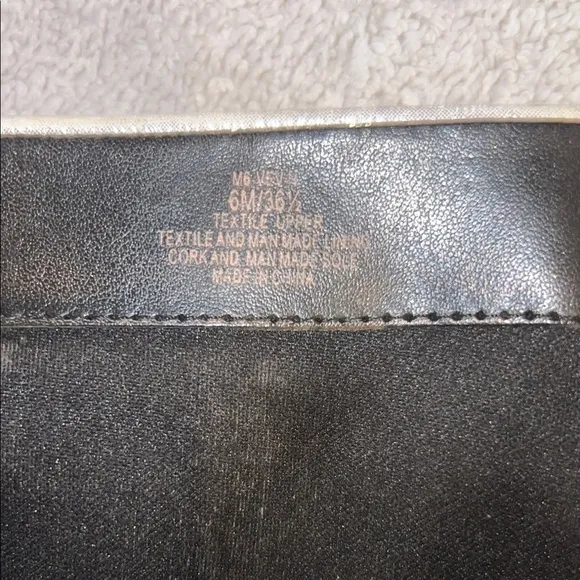 6M/36½
TEXTILE UPPER
TEXTILE AND MAN MADE LINING
CORK AND MAN MADE SOLE
MADE IN CHINA